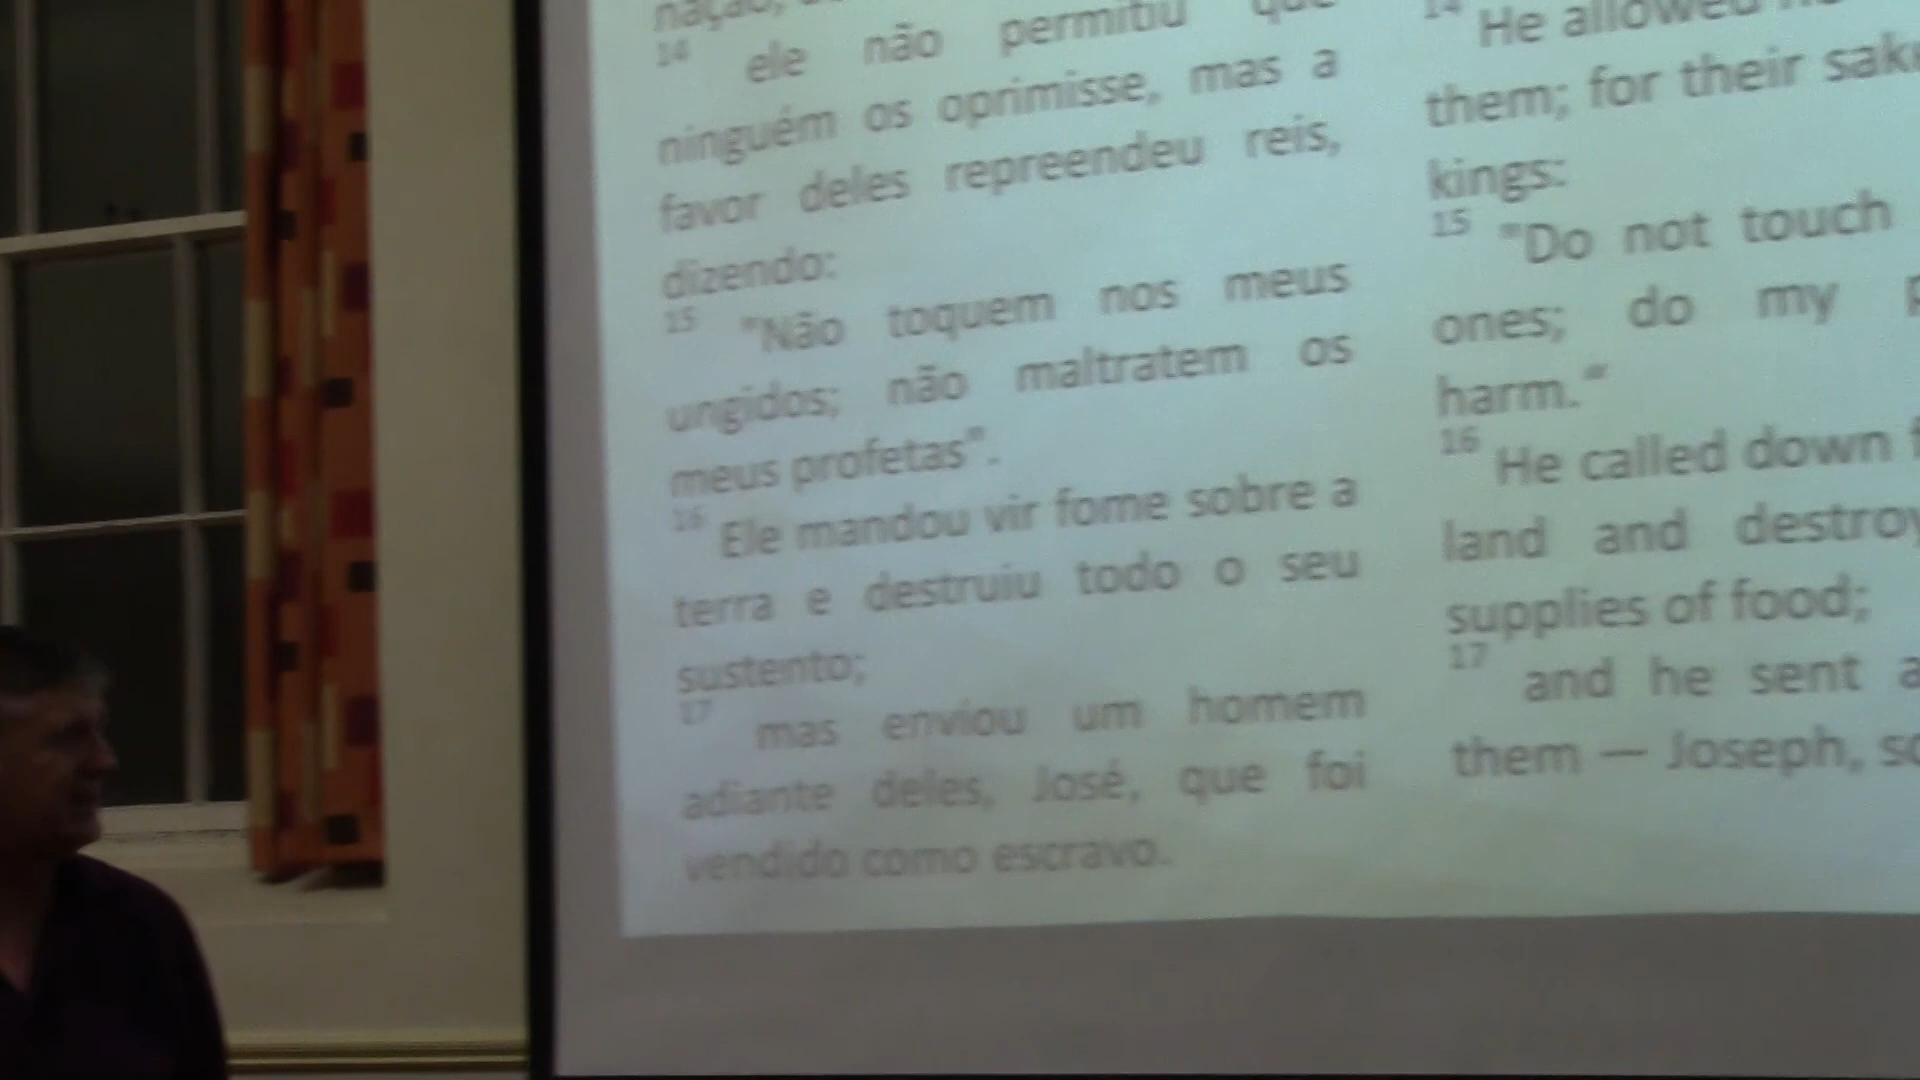 nação,
14 ele não permitiu que
ninguém os oprimisse, mas a
favor deles repreendeu reis,
dizendo:
15 "Não toquem nos meus
ungidos; não maltratem os
meus profetas".
16 Ele mandou vir fome sobre a
terra e destruiu todo o seu
sustento;
17 mas enviou um homem
adiante deles, José, que foi
vendido como escravo.
14 He allowed
them; for their
kings:
15 "Do not touch
ones; do my
harm."
16 He called down
land and
supplies of food;
17 and he sent
them — Joseph,